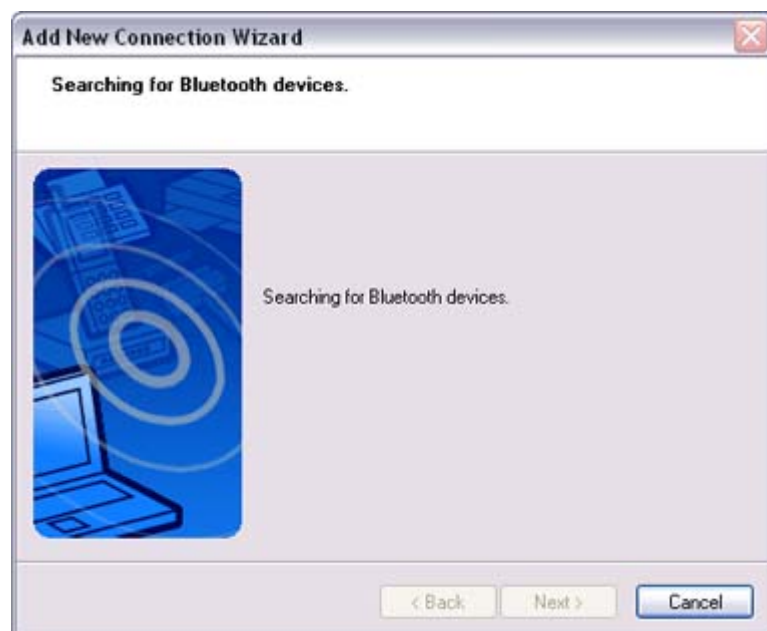 Add New Connection Wizard
Searching for Bluetooth devices.
Searching for Bluetooth devices.
< Back Next > Cancel